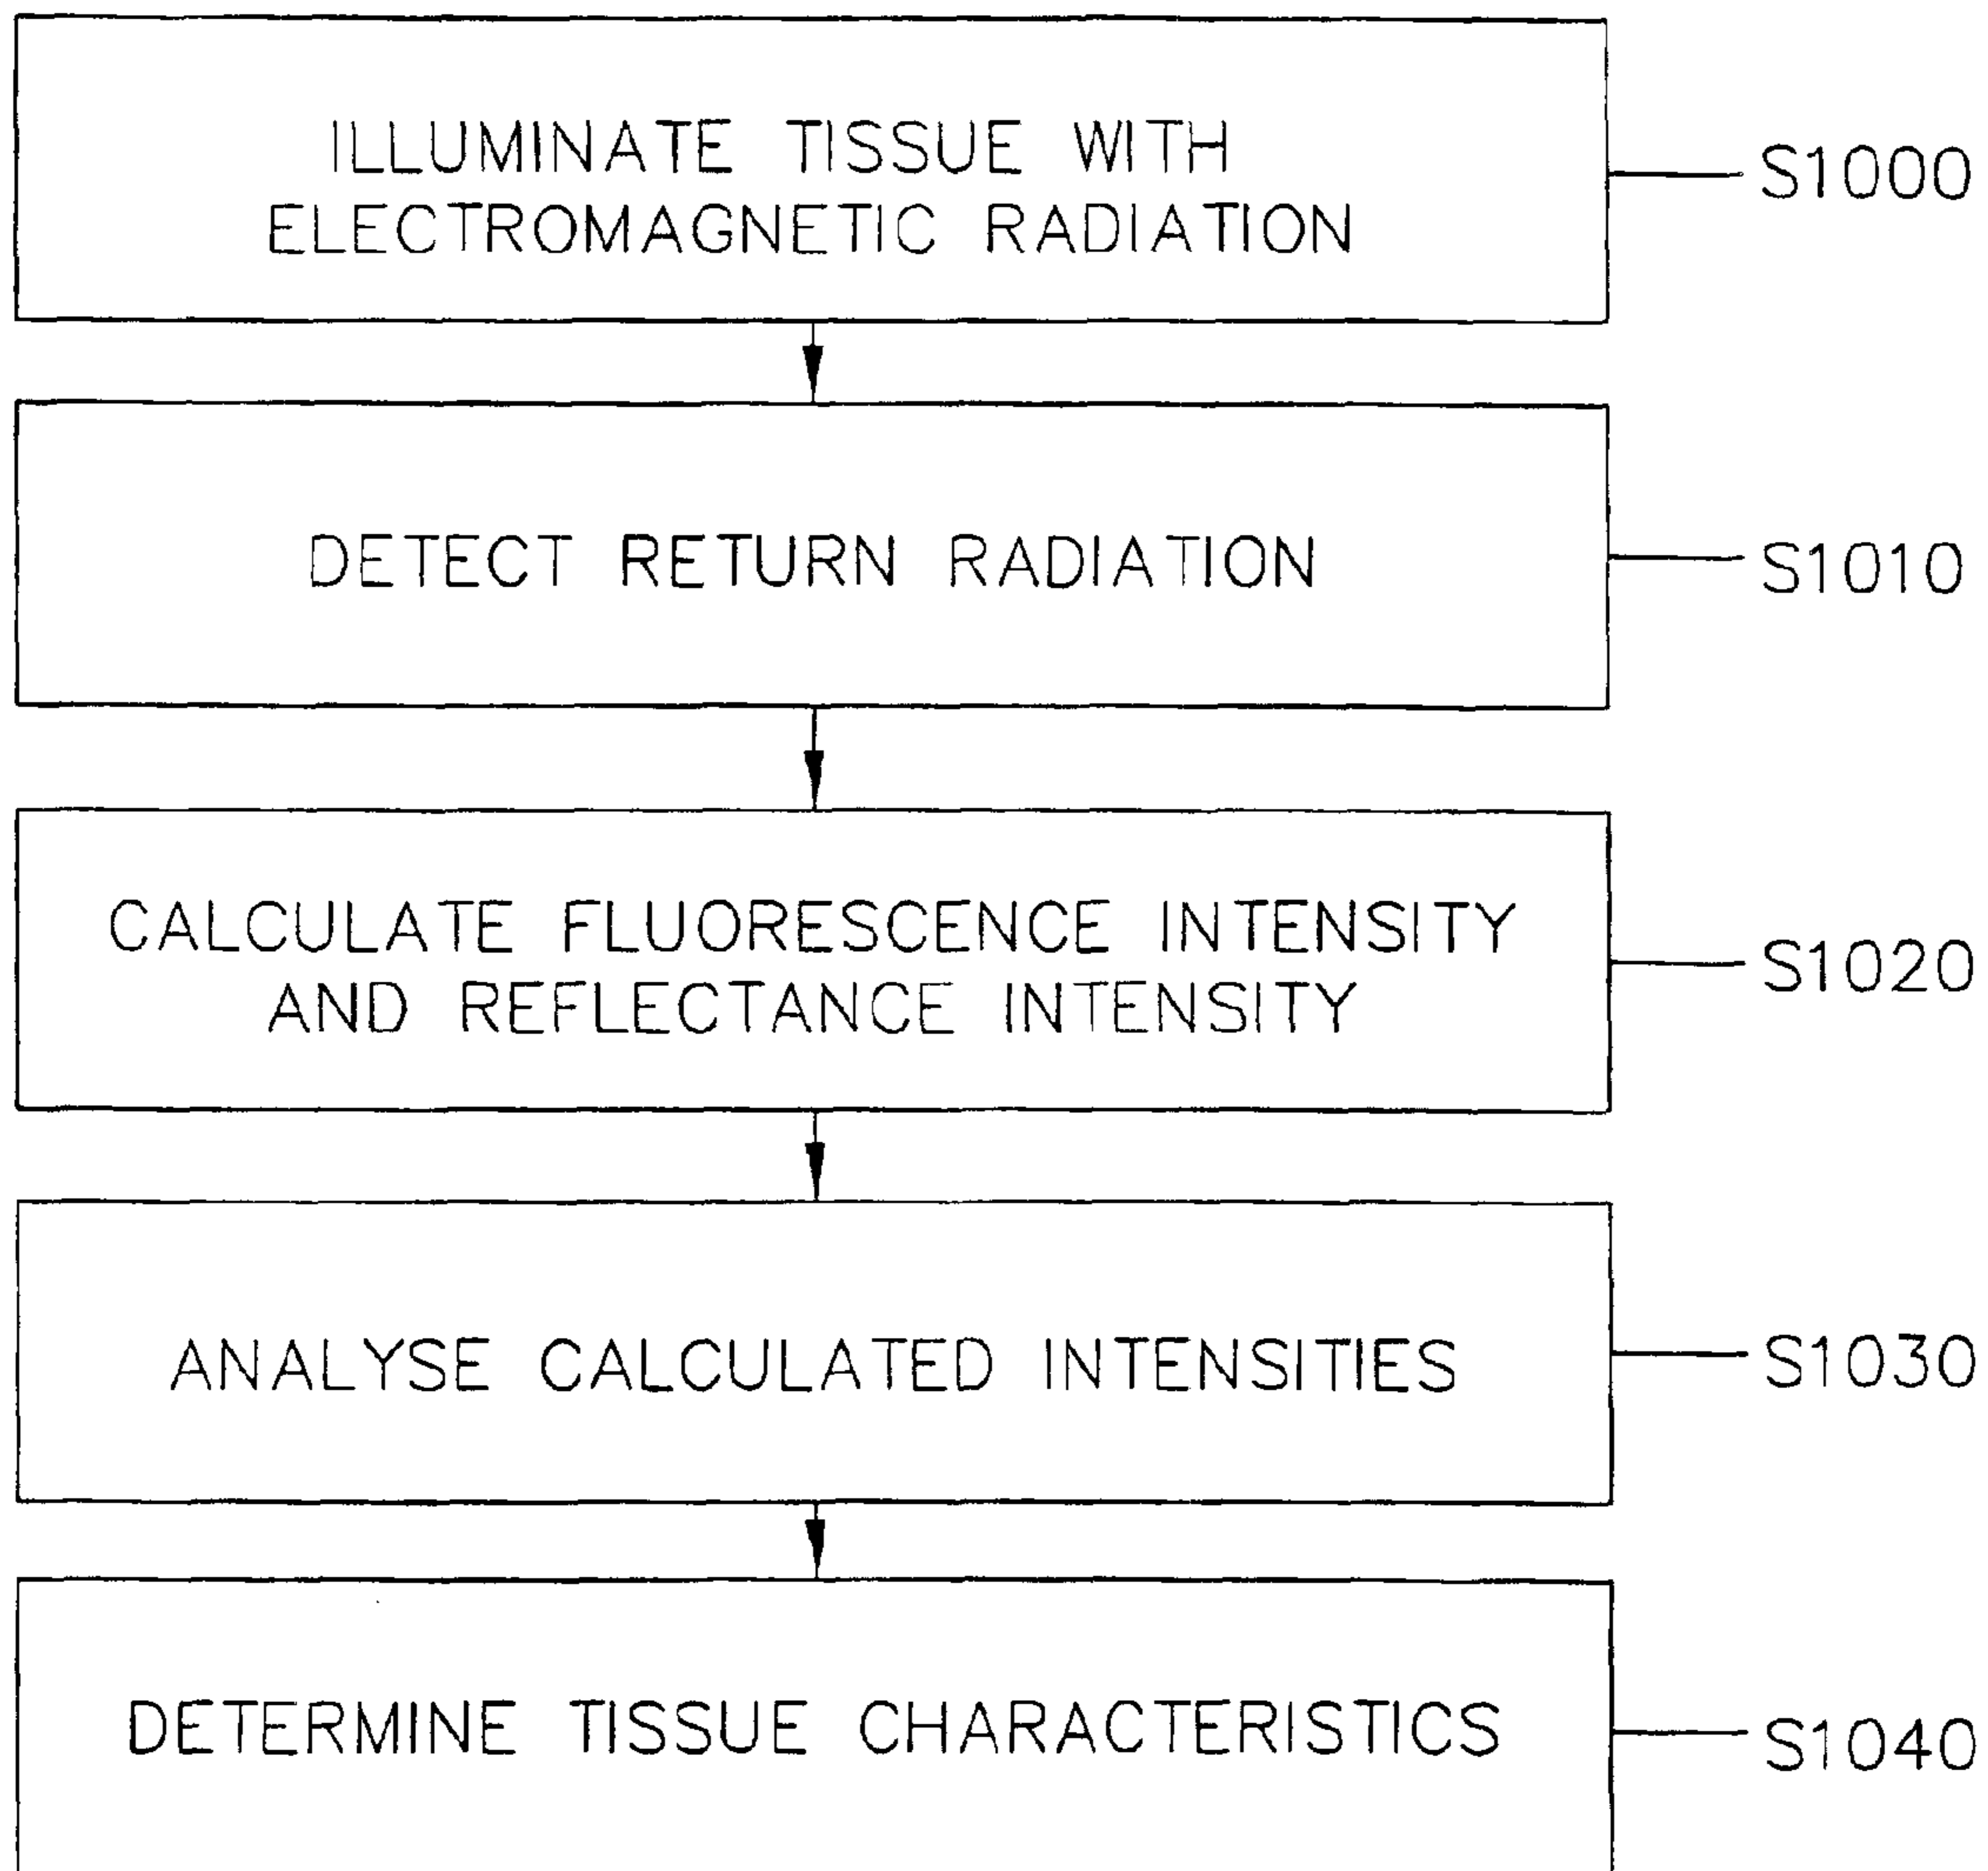 ILLUMINATE TISSUE WITH
ELECTROMAGNETIC RADIATION
S1000
DETECT RETURN RADIATION
S1010
CALCULATE FLUORESCENCE INTENSITY
AND REFLECTANCE INTENSITY
S1020
ANALYSE CALCULATED INTENSITIES
S1030
DETERMINE TISSUE CHARACTERISTICS
S1040